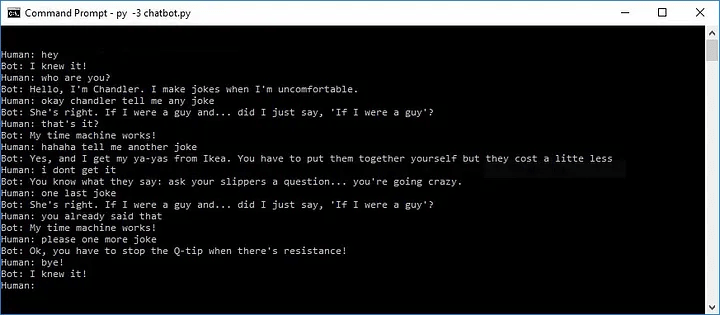 Command Prompt - py -3 chatbot.py
Human: hey
Bot: I knew it!
Human: who are you?
Bot: Hello, I'm Chandler. I make jokes when I'm uncomfortable.
Human: okay chandler tell me any joke
Bot: She's right. If I were a guy and... did I just say, 'If I were a guy'?
Human: that's it?
Bot: My time machine works!
Human: hahaha tell me another joke
Bot: Yes, and I get my ya-yas from Ikea. You have to put them together yourself but they cost a litte less
Human: i dont get it
Bot: You know what they say: ask your slippers a question... you're going crazy.
Human: one last joke
Bot: She's right. If I were a guy and... did I just say, 'If I were a guy'?
Human: you already said that
Bot: My time machine works!
Human: please one more joke
Bot: Ok, you have to stop the Q-tip when there's resistance!
Human: bye!
Bot: I knew it!
Human: